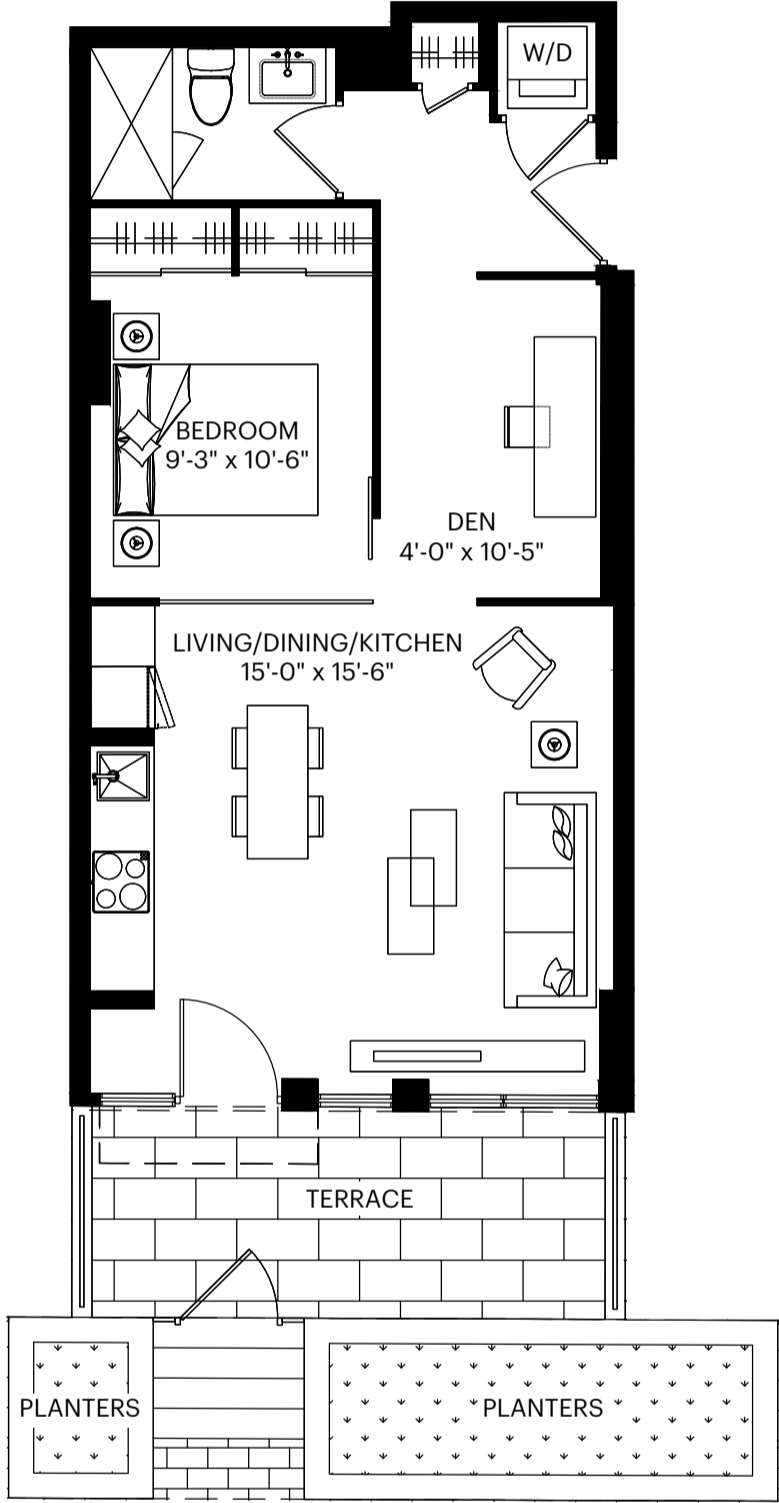 W/D
BEDROOM
9'-3" x 10'-6"
DEN
4'-0" x 10'-5"
LIVING/DINING/KITCHEN
15'-0" x 15'-6"
TERRACE
PLANTERS
PLANTERS